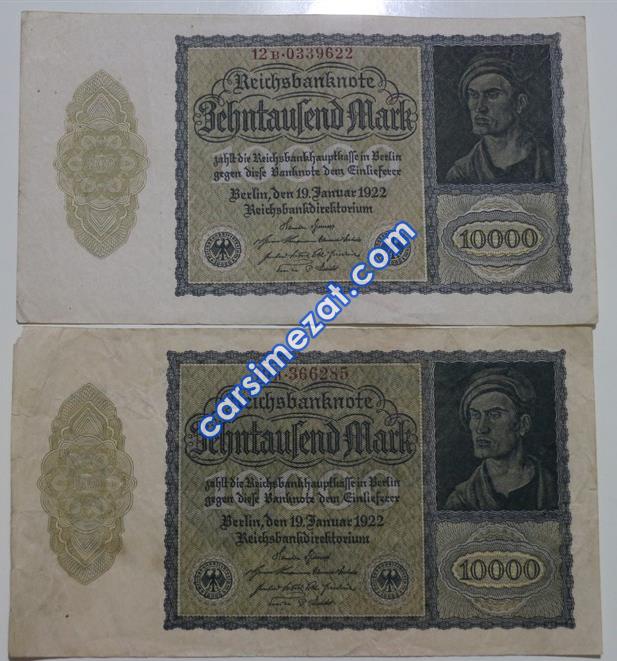 12B·0339622
Reichsbanknote
Zehntausend Mark
zahlt die Reichsbankhauptkasse in Berlin
gegen diese Banknote dem Einlieferer
Berlin, den 19. Januar 1922
Reichsbankdirektorium
10000
carsimezat.com
366285
Reichsbanknote
Zehntausend Mark
zahlt die Reichsbankhauptkasse in Berlin
gegen diese Banknote dem Einlieferer
Berlin, den 19. Januar 1922
Reichsbankdirektorium
10000